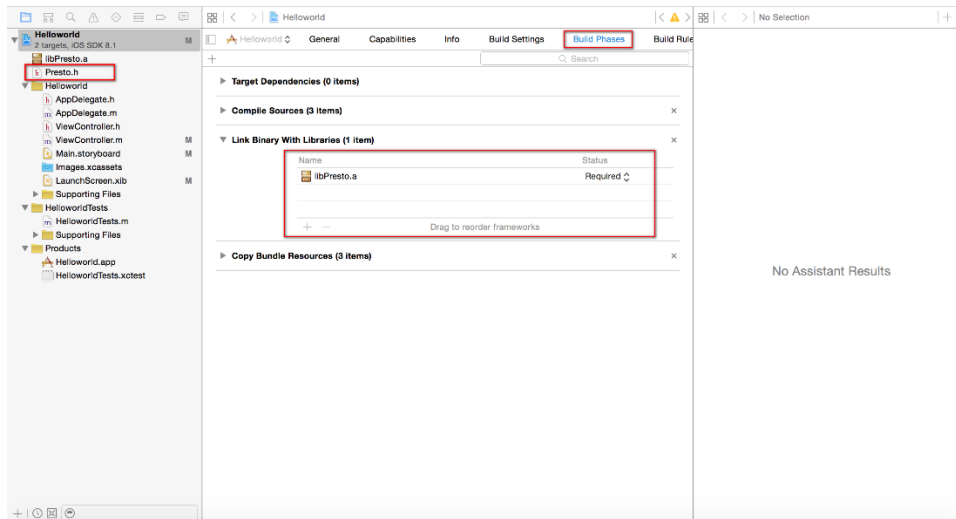 Helloworld
No Selection
Helloworld
2 targets, iOS SDK 8.1
M
libPresto.a
Presto.h
Helloworld
AppDelegate.h
AppDelegate.m
ViewController.h
ViewController.m
M
Main.storyboard
M
Images.xcassets
LaunchScreen.xib
M
Supporting Files
HelloworldTests
HelloworldTests.m
Supporting Files
Products
Helloworld.app
HelloworldTests.xctest
Helloworld
General
Capabilities
Info
Build Settings
Build Phases
Build Rule
Search
Target Dependencies (0 items)
Compile Sources (3 items)
Link Binary With Libraries (1 item)
Name
Status
libPresto.a
Required
Drag to reorder frameworks
Copy Bundle Resources (3 items)
No Assistant Results